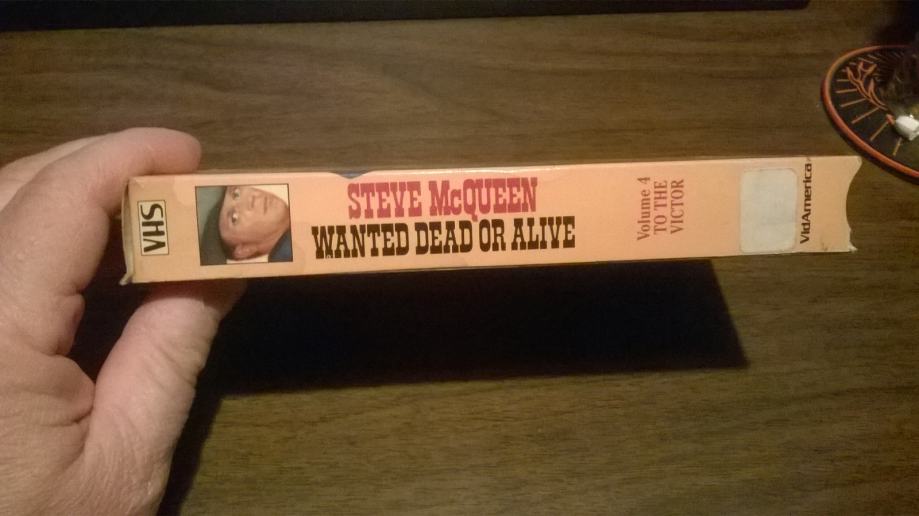 VHS
STEVE McQUEEN
WANTED DEAD OR ALIVE
Volume 4
TO THE
VICTOR
VidAmerica